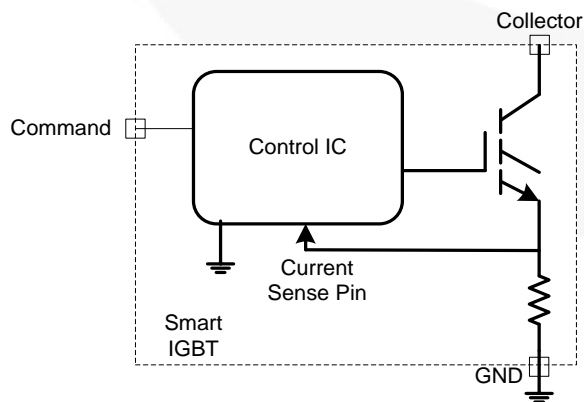 Collector
Command
Control IC
Current
Sense Pin
Smart
IGBT
GND